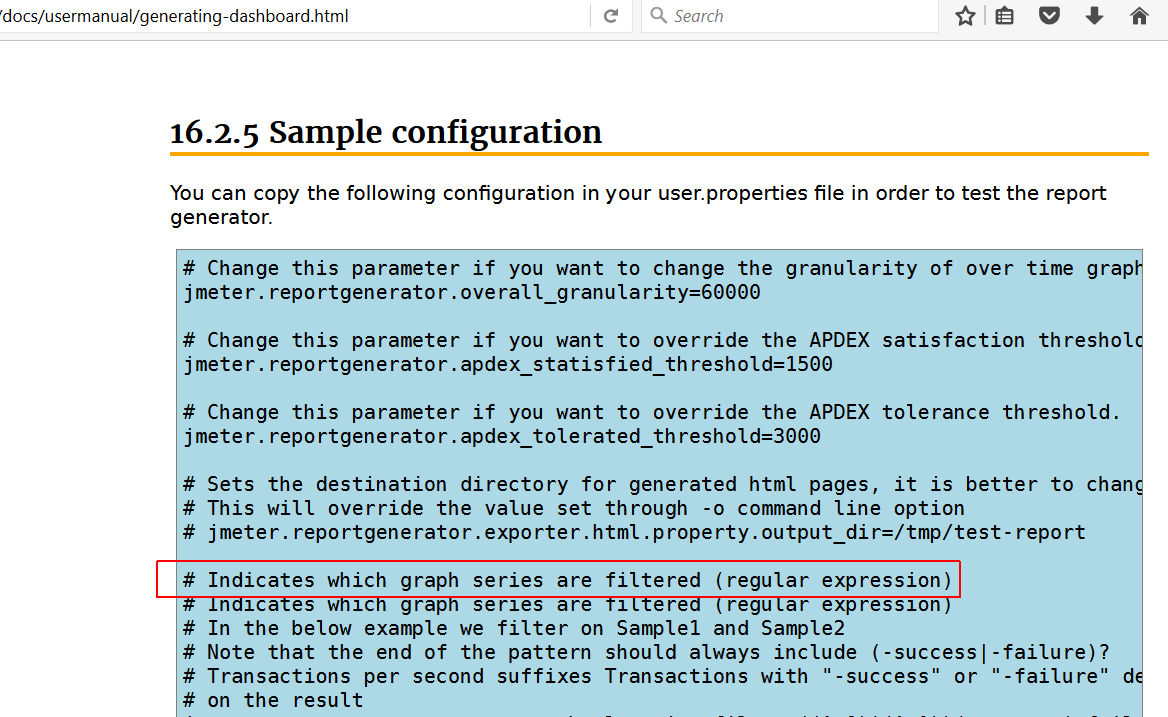 /docs/usermanual/generating-dashboard.html
Search
16.2.5 Sample configuration
You can copy the following configuration in your user.properties file in order to test the report
generator.
# Change this parameter if you want to change the granularity of over time graph
jmeter.reportgenerator.overall_granularity=60000
# Change this parameter if you want to override the APDEX satisfaction threshold
jmeter.reportgenerator.apdex_statisfied_threshold=1500
# Change this parameter if you want to override the APDEX tolerance threshold.
jmeter.reportgenerator.apdex_tolerated_threshold=3000
# Sets the destination directory for generated html pages, it is better to chang
# This will override the value set through -o command line option
# jmeter.reportgenerator.exporter.html.property.output_dir=/tmp/test-report
# Indicates which graph series are filtered (regular expression)
# Indicates which graph series are filtered (regular expression)
# In the below example we filter on Sample1 and Sample2
# Note that the end of the pattern should always include (-success|-failure)?
# Transactions per second suffixes Transactions with "-success" or "-failure" de
# on the result